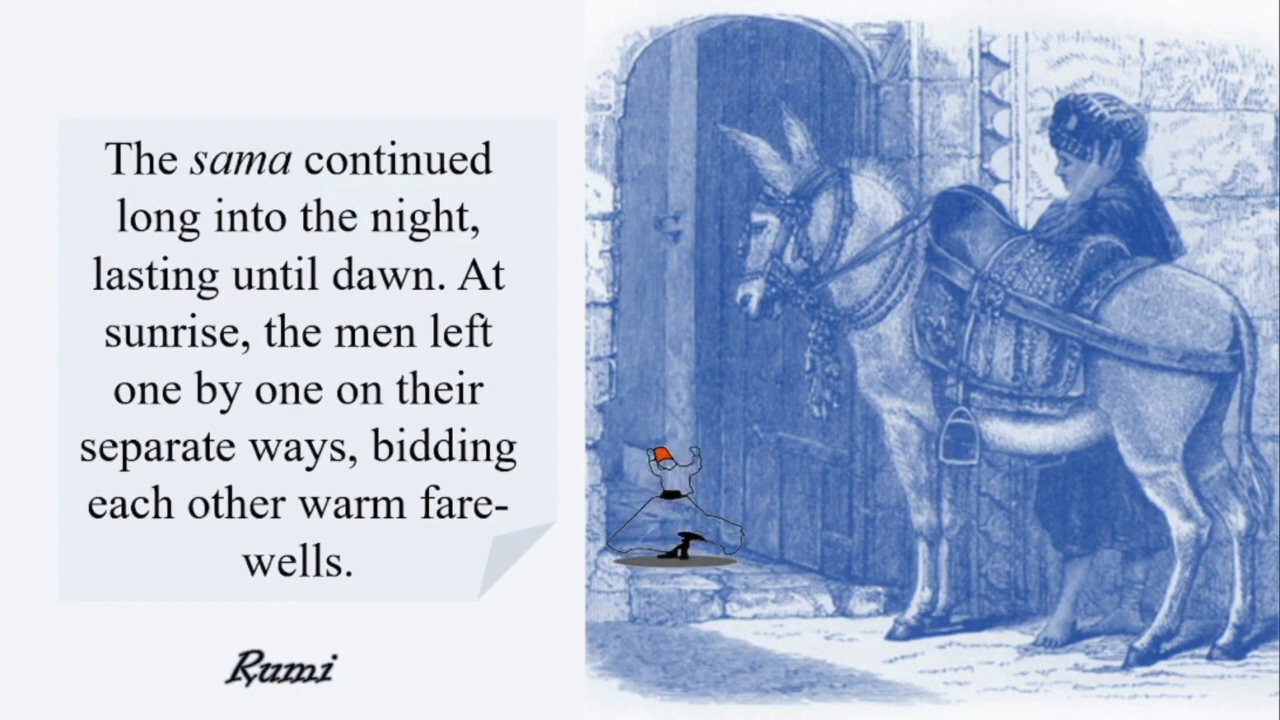 The sama continued
long into the night,
lasting until dawn. At
sunrise, the men left
one by one on their
separate ways, bidding
each other warm fare-
wells.
Rumi